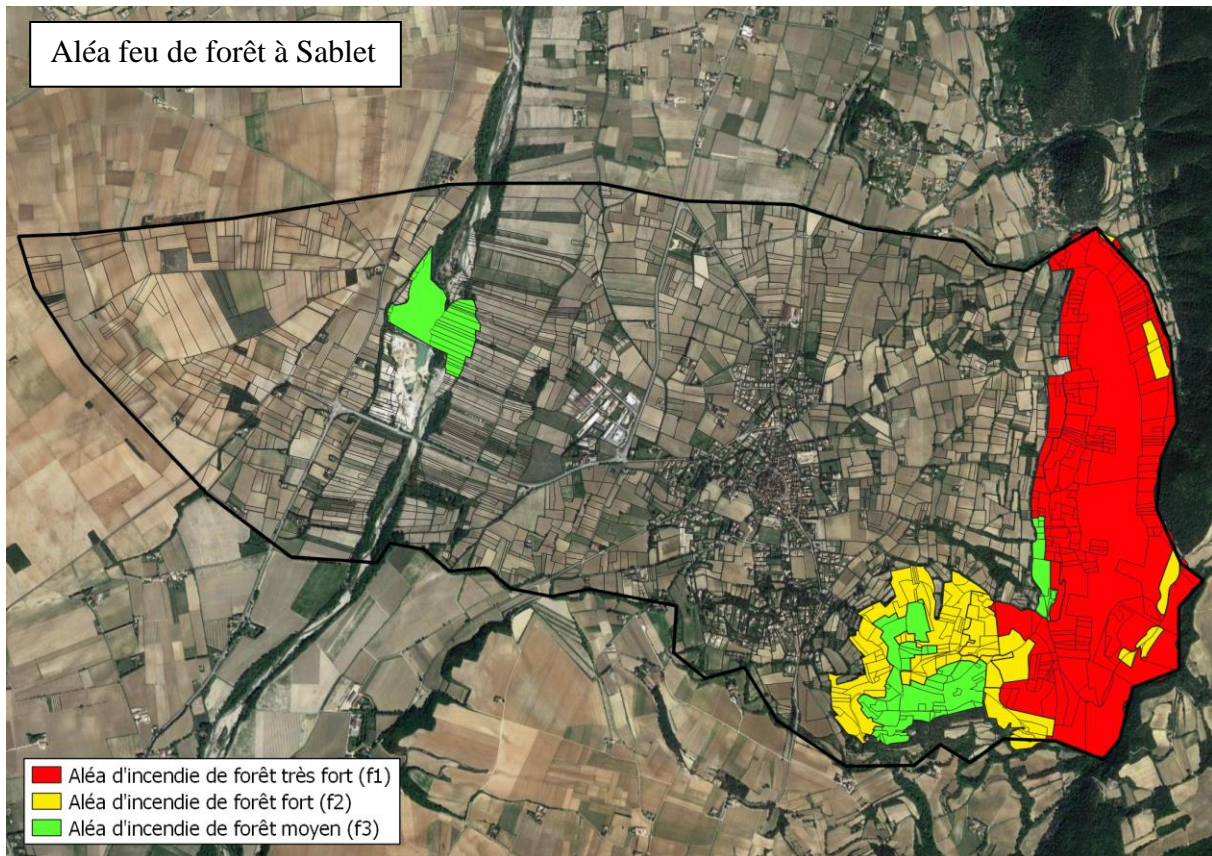 Aléa feu de forêt à Sablet
Aléa d'incendie de forêt très fort (f1)
Aléa d'incendie de forêt fort (f2)
Aléa d'incendie de forêt moyen (f3)